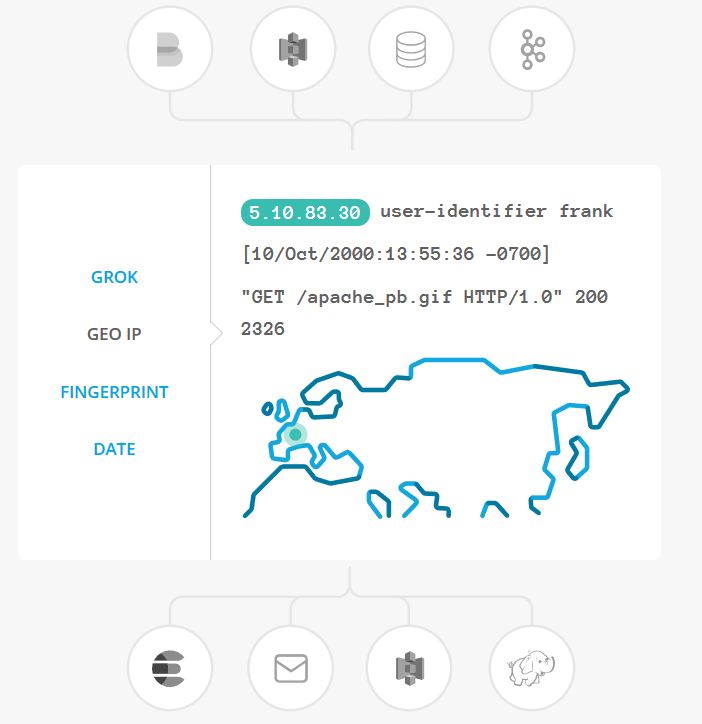 GROK
GEO IP
FINGERPRINT
DATE
5.10.83.30 user-identifier frank
[10/Oct/2000:13:55:36 -0700]
"GET /apache_pb.gif HTTP/1.0" 200
2326